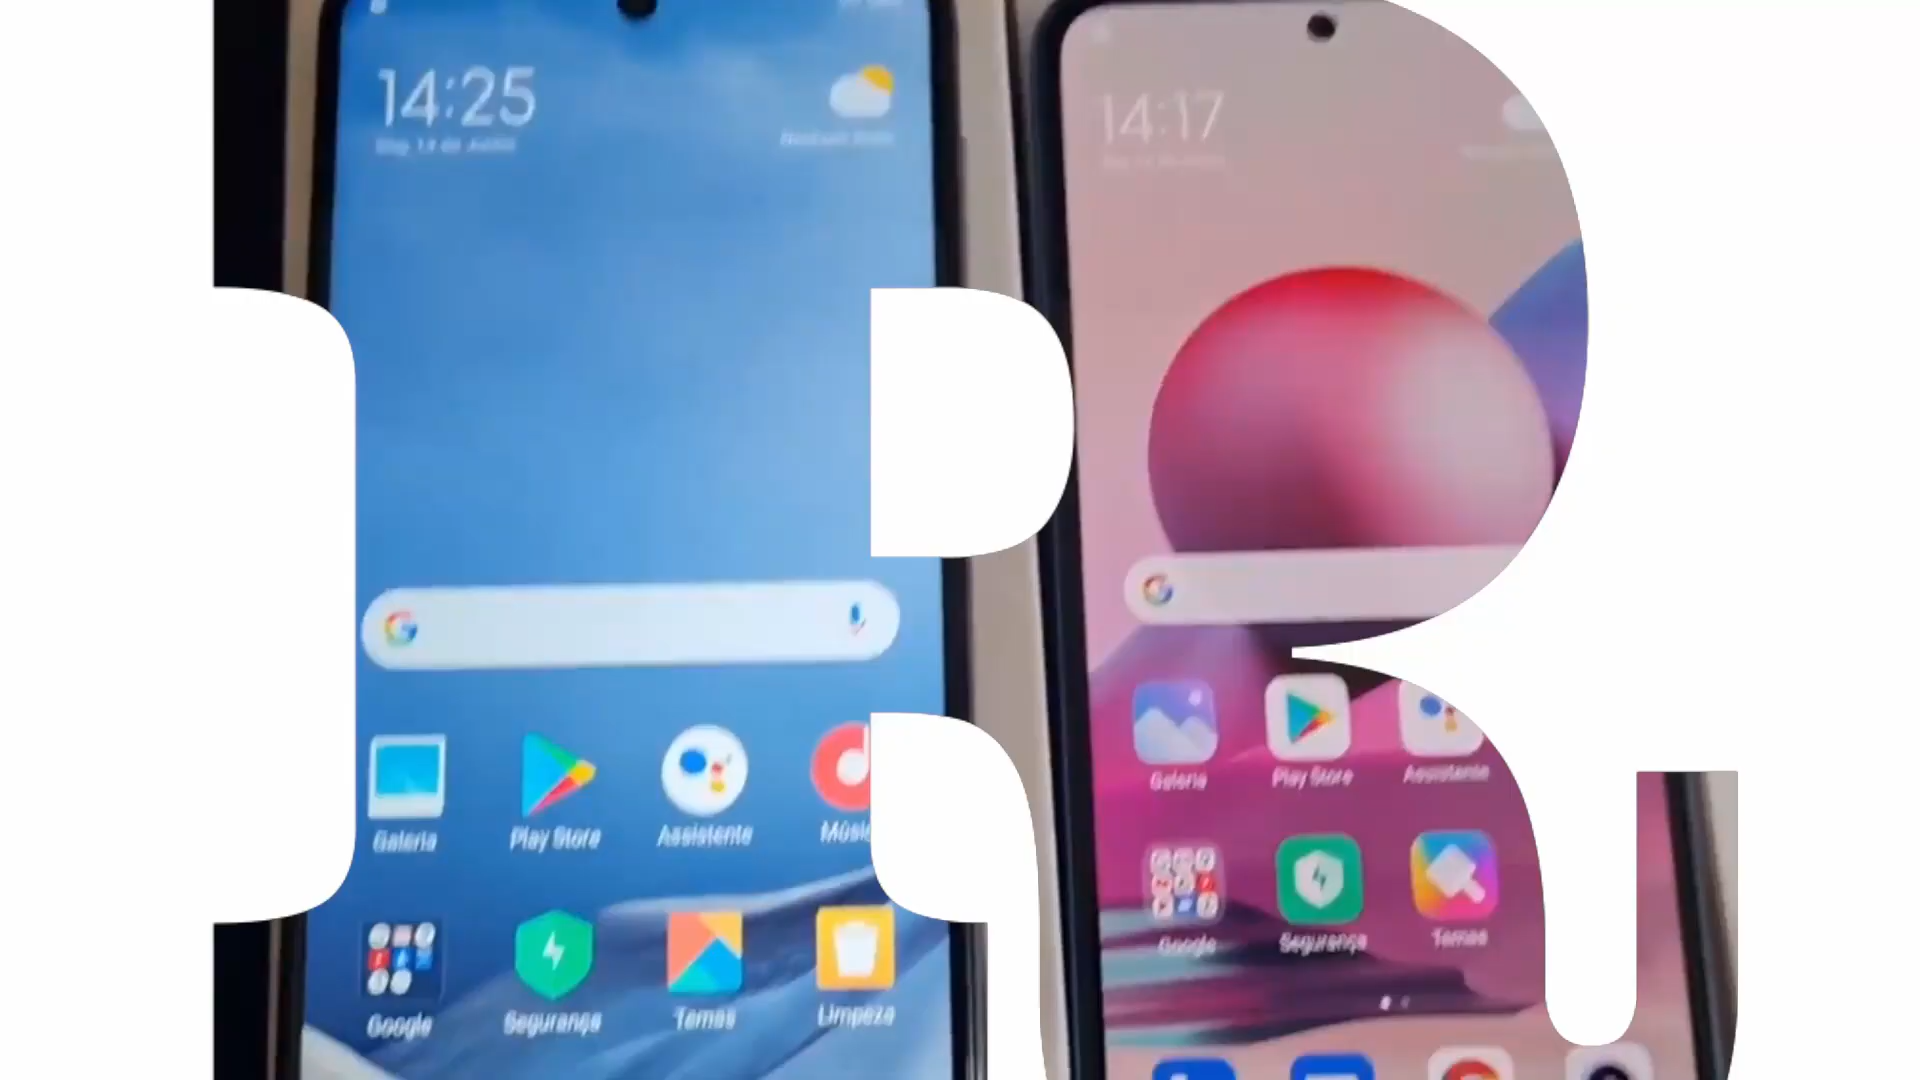 14:25
14:17
Galeria
Play Store
Assistente
Músic
Google
Segurança
Temas
Limpeza
Galeria
Play Store
Assistente
Google
Segurança
Temas